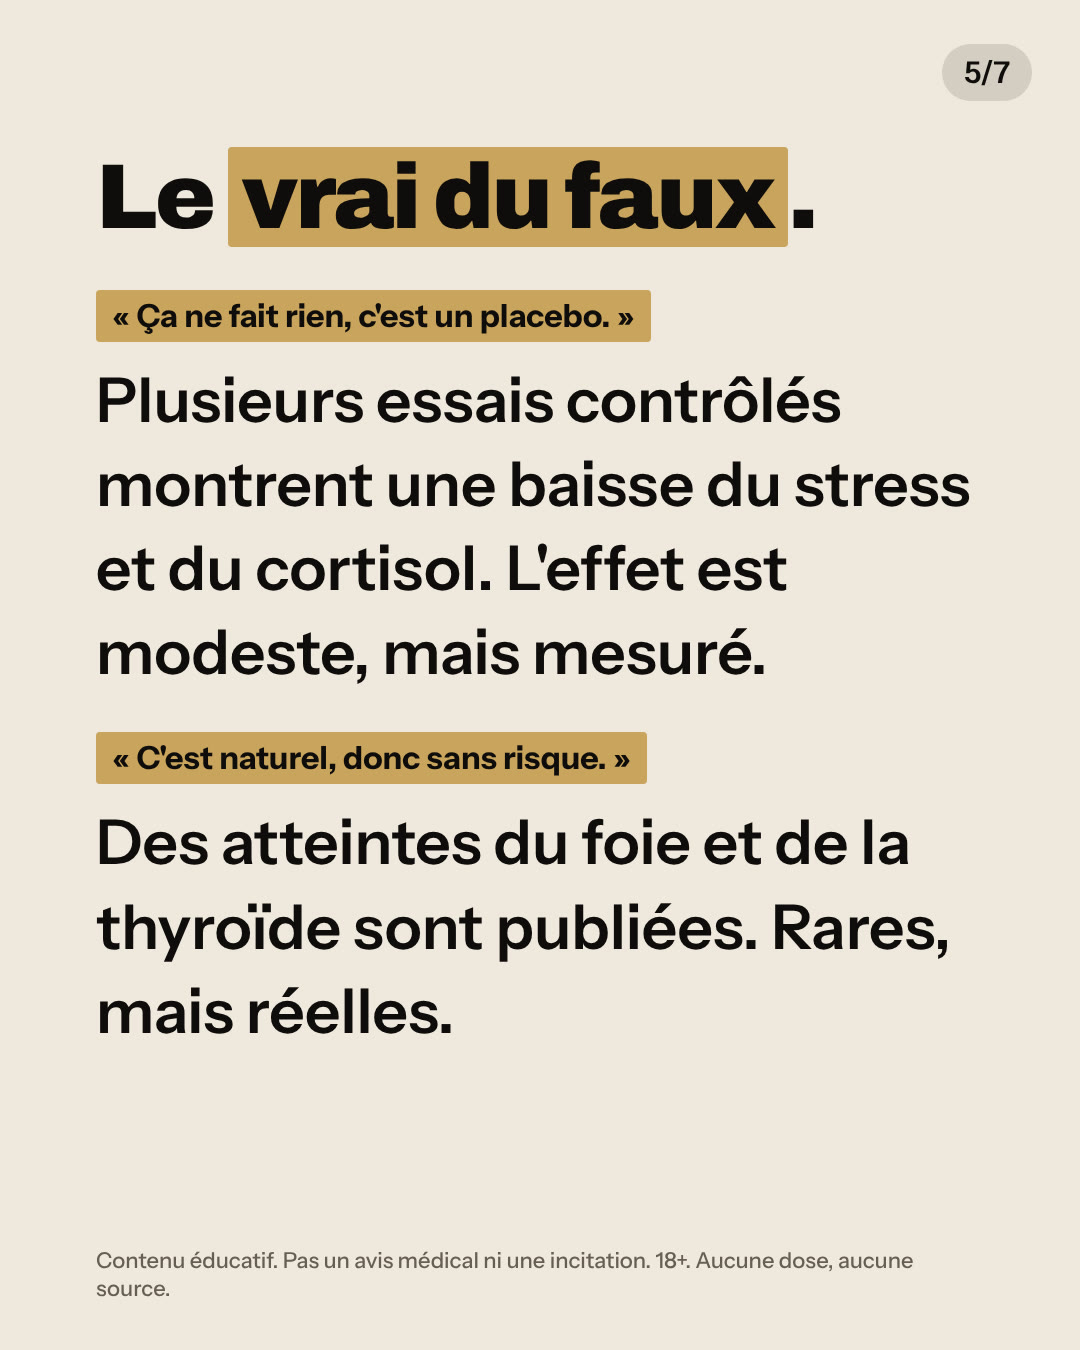 5/7
Le vrai du faux.
« Ça ne fait rien, c'est un placebo. »
Plusieurs essais contrôlés
montrent une baisse du stress
et du cortisol. L'effet est
modeste, mais mesuré.
« C'est naturel, donc sans risque. »
Des atteintes du foie et de la
thyroïde sont publiées. Rares,
mais réelles.
Contenu éducatif. Pas un avis médical ni une incitation. 18+. Aucune dose, aucune
source.